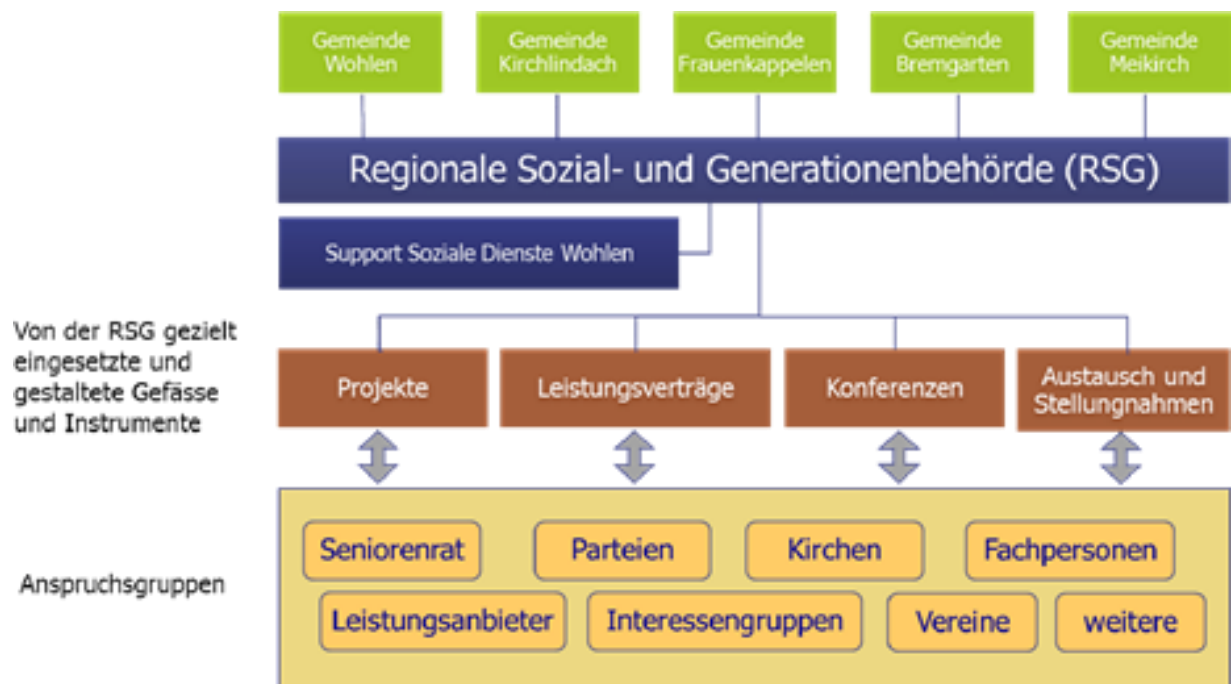 Gemeinde
Wohlen
Gemeinde
Kirchlindach
Gemeinde
Frauenkappelen
Gemeinde
Bremgarten
Gemeinde
Meikirch
Regionale Sozial- und Generationenbehörde (RSG)
Support Soziale Dienste Wohlen
Von der RSG gezielt
eingesetzte und
gestaltete Gefässe
und Instrumente
Projekte
Leistungsverträge
Konferenzen
Austausch und
Stellungnahmen
Anspruchsgruppen
Seniorenrat
Parteien
Kirchen
Fachpersonen
Leistungsanbieter
Interessengruppen
Vereine
weitere